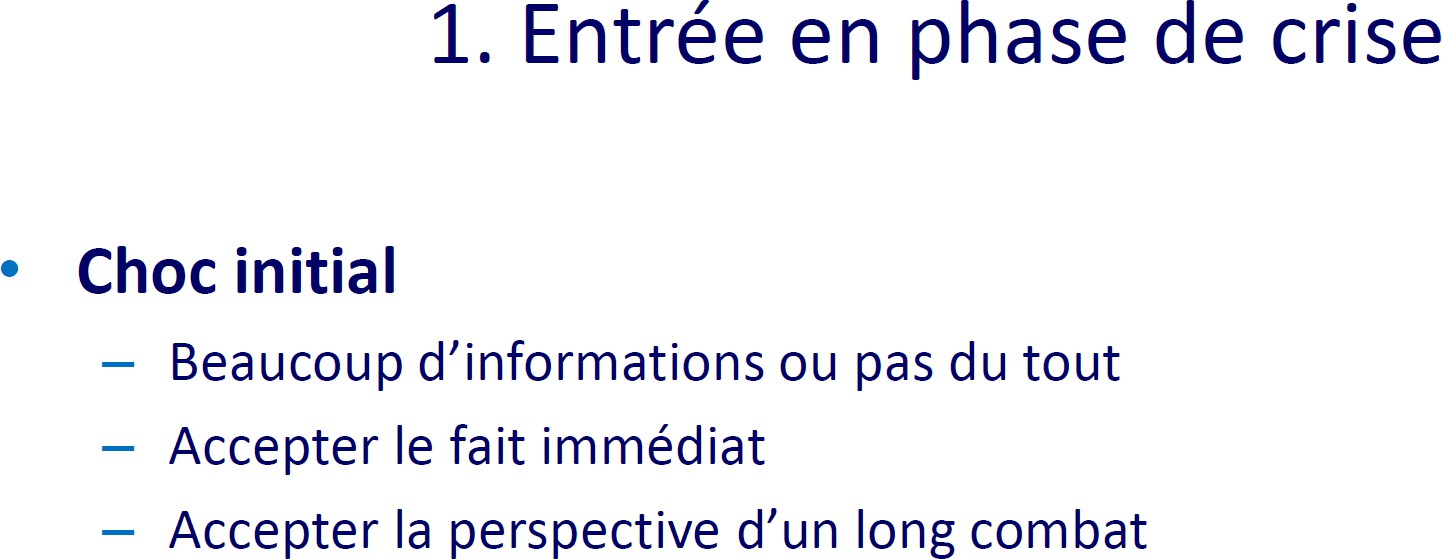 1. Entrée en phase de crise
• Choc initial
– Beaucoup d’informations ou pas du tout
– Accepter le fait immédiat
– Accepter la perspective d’un long combat